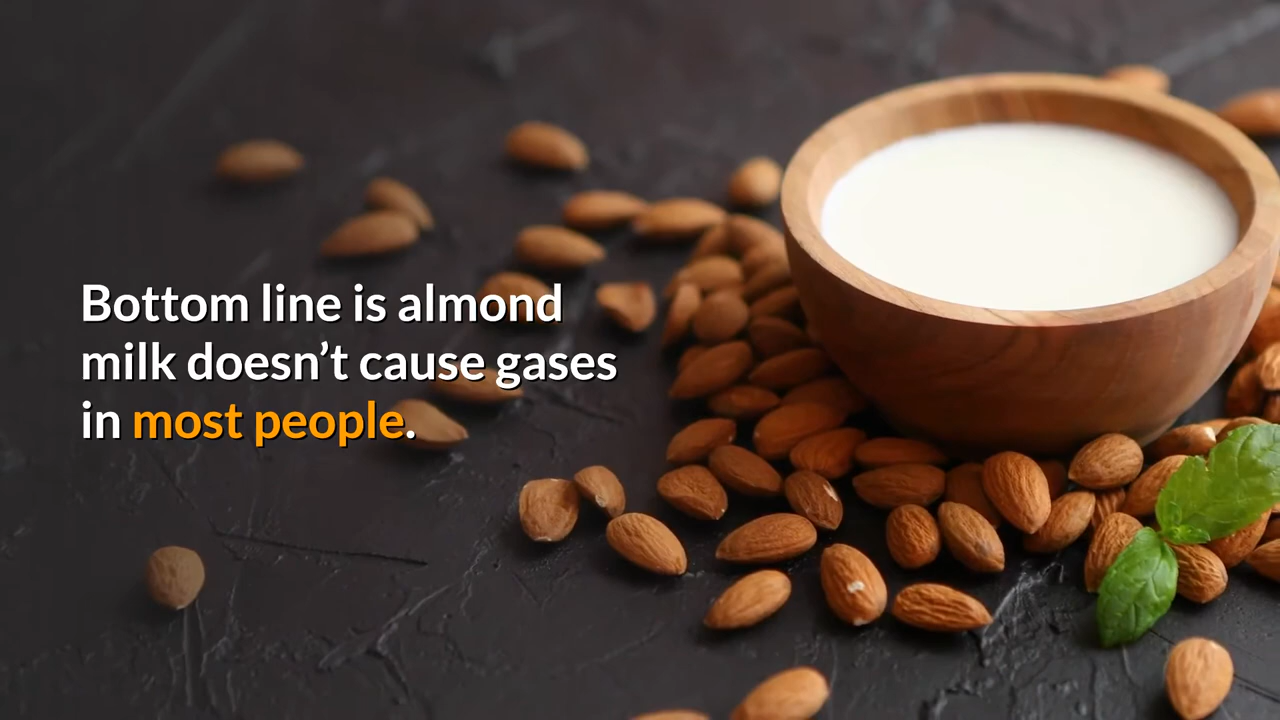 Bottom line is almond
milk doesn’t cause gases
in most people.